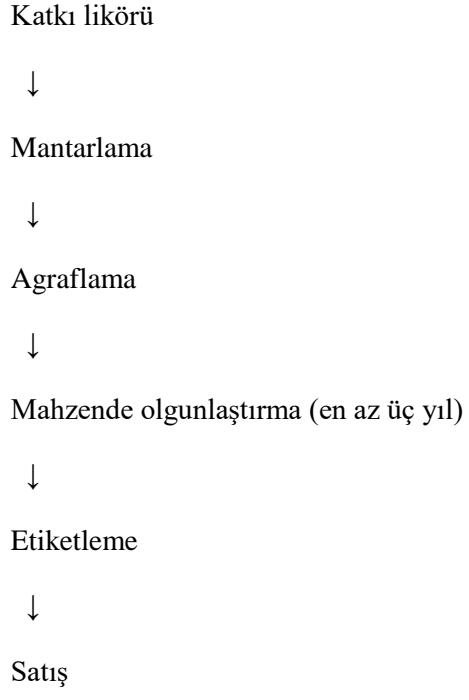 Katkı likörü
↓
Mantarlama
↓
Agraflama
↓
Mahzende olgunlaştırma (en az üç yıl)
↓
Etiketleme
↓
Satış